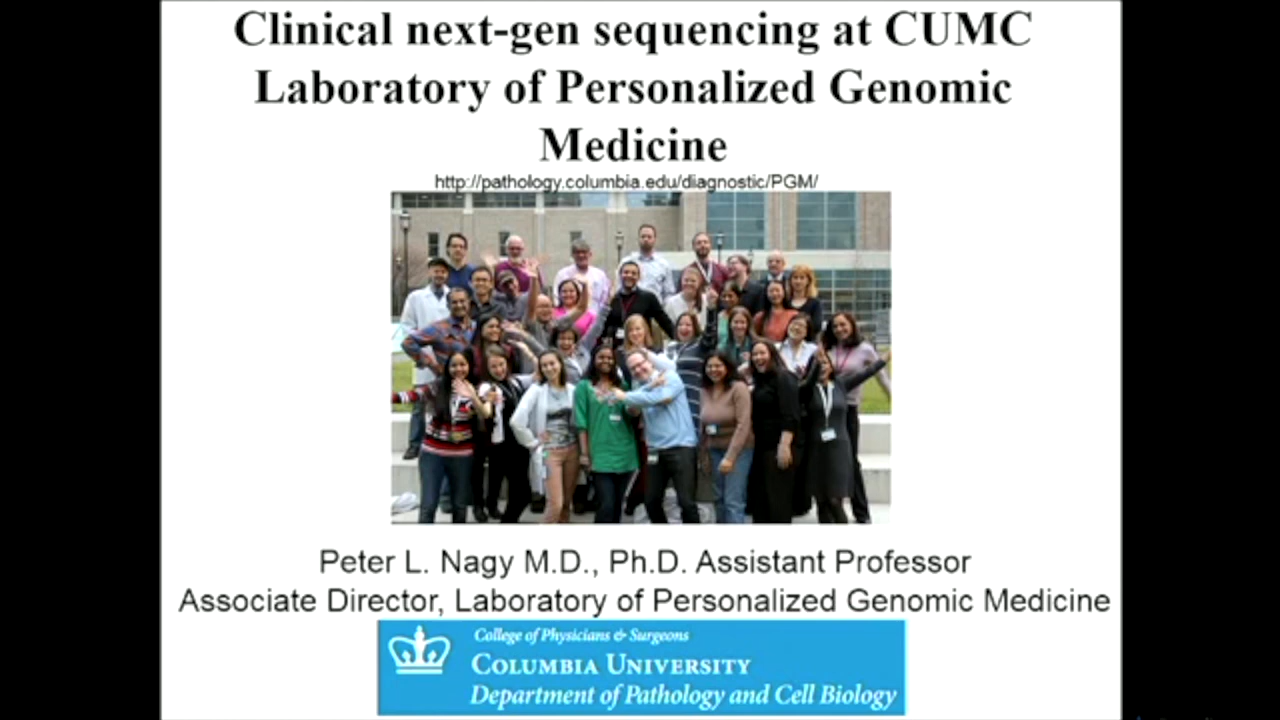 Clinical next-gen sequencing at CUMC
Laboratory of Personalized Genomic
Medicine
http://pathology.columbia.edu/diagnostic/PGM/
Peter L. Nagy M.D., Ph.D. Assistant Professor
Associate Director, Laboratory of Personalized Genomic Medicine
College of Physicians & Surgeons
COLUMBIA UNIVERSITY
Department of Pathology and Cell Biology